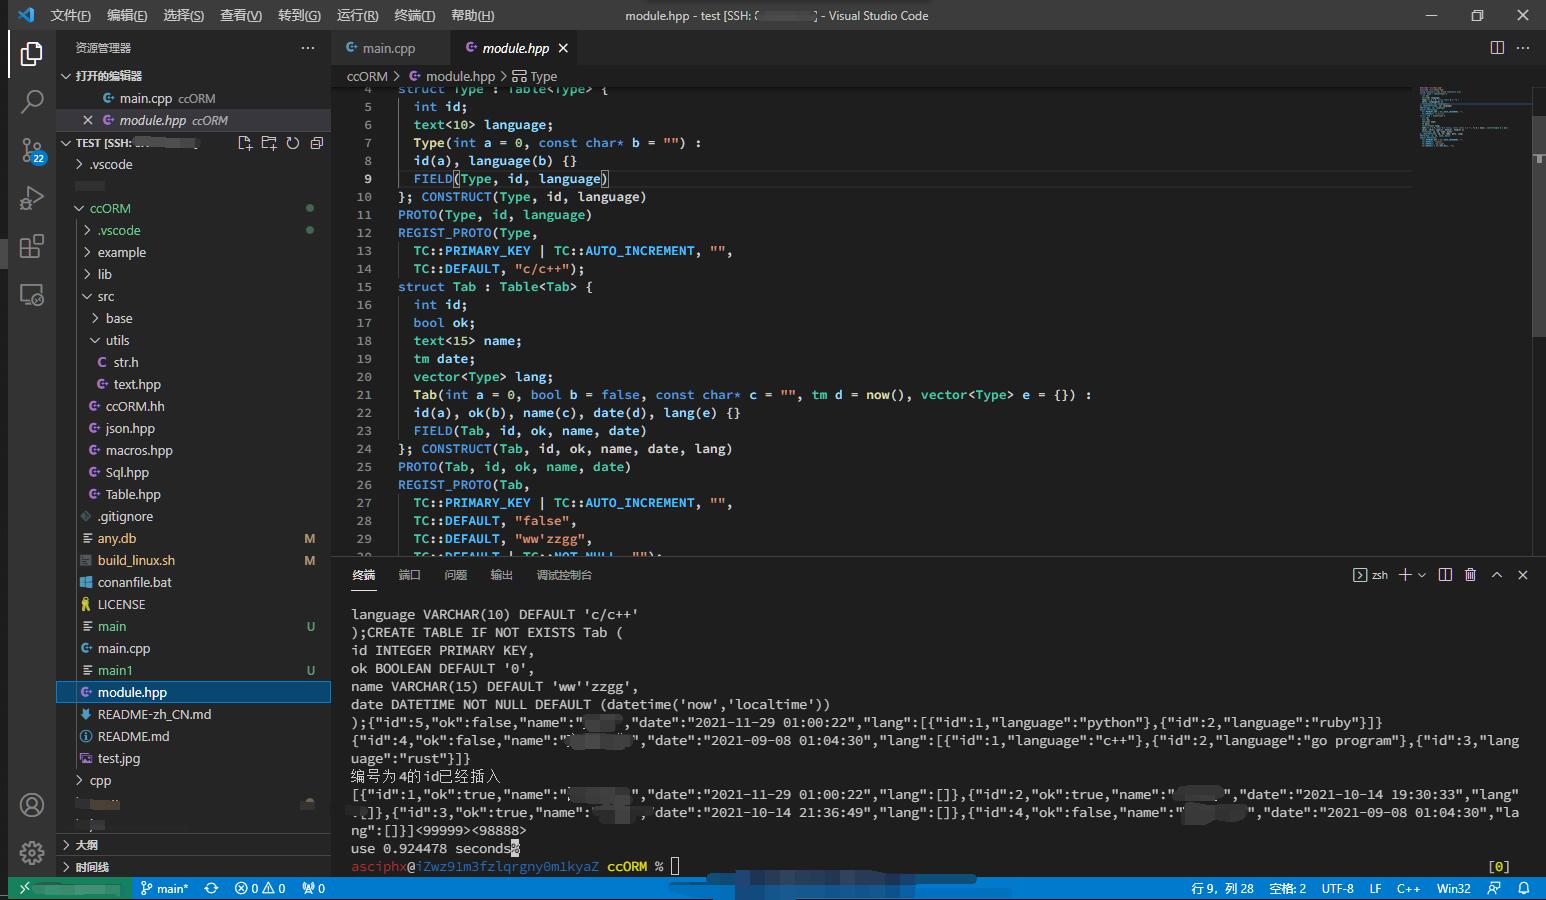 文件(F) 编辑(E) 选择(S) 查看(V) 转到(G) 运行(R) 终端(T) 帮助(H)
module.hpp - test [SSH: ] - Visual Studio Code
资源管理器
打开的编辑器
main.cpp ccORM
module.hpp ccORM
TEST [SSH:
.vscode
ccORM
.vscode
example
lib
src
base
utils
str.h
text.hpp
ccORM.hh
json.hpp
macros.hpp
Sql.hpp
Table.hpp
.gitignore
any.db M
build_linux.sh M
conanfile.bat
LICENSE
main U
main.cpp
main1 U
module.hpp
README-zh_CN.md
README.md
test.jpg
cpp
大纲
时间线
22
main.cpp
module.hpp
ccORM > module.hpp > Type
4 struct Type : Table<Type> {
5 int id;
6 text<10> language;
7 Type(int a = 0, const char* b = "") :
8 id(a), language(b) {}
9 FIELD(Type, id, language)
10 }; CONSTRUCT(Type, id, language)
11 PROTO(Type, id, language)
12 REGIST_PROTO(Type,
13 TC::PRIMARY_KEY | TC::AUTO_INCREMENT, "",
14 TC::DEFAULT, "c/c++");
15 struct Tab : Table<Tab> {
16 int id;
17 bool ok;
18 text<15> name;
19 tm date;
20 vector<Type> lang;
21 Tab(int a = 0, bool b = false, const char* c = "", tm d = now(), vector<Type> e = {}) :
22 id(a), ok(b), name(c), date(d), lang(e) {}
23 FIELD(Tab, id, ok, name, date)
24 }; CONSTRUCT(Tab, id, ok, name, date, lang)
25 PROTO(Tab, id, ok, name, date)
26 REGIST_PROTO(Tab,
27 TC::PRIMARY_KEY | TC::AUTO_INCREMENT, "",
28 TC::DEFAULT, "false",
29 TC::DEFAULT, "ww'zzgg",
30 TC::DEFAULT | TC::NOT_NULL, "");
终端 端口 问题 输出 调试控制台
zsh
language VARCHAR(10) DEFAULT 'c/c++'
);CREATE TABLE IF NOT EXISTS Tab (
id INTEGER PRIMARY KEY,
ok BOOLEAN DEFAULT '0',
name VARCHAR(15) DEFAULT 'ww''zzgg',
date DATETIME NOT NULL DEFAULT (datetime('now','localtime'))
);{"id":5,"ok":false,"name":" ","date":"2021-11-29 01:00:22","lang":[{"id":1,"language":"python"},{"id":2,"language":"ruby"}]}
{"id":4,"ok":false,"name":" ","date":"2021-09-08 01:04:30","lang":[{"id":1,"language":"c++"},{"id":2,"language":"go program"},{"id":3,"lang
uage":"rust"}]}
编号为4的id已经插入
[{"id":1,"ok":true,"name":" ","date":"2021-11-29 01:00:22","lang":[]},{"id":2,"ok":true,"name":" ","date":"2021-10-14 19:30:33","lang"
:[]},{"id":3,"ok":true,"name":" ","date":"2021-10-14 21:36:49","lang":[]},{"id":4,"ok":false,"name":" ","date":"2021-09-08 01:04:30","la
ng":[]}]<99999><98888>
use 0.924478 seconds%
asciphx@iZwz91m3fzlqrgny0m1kyaZ ccORM % [0]
main* 0 0 0
行 9，列 28 空格: 2 UTF-8 LF C++ Win32